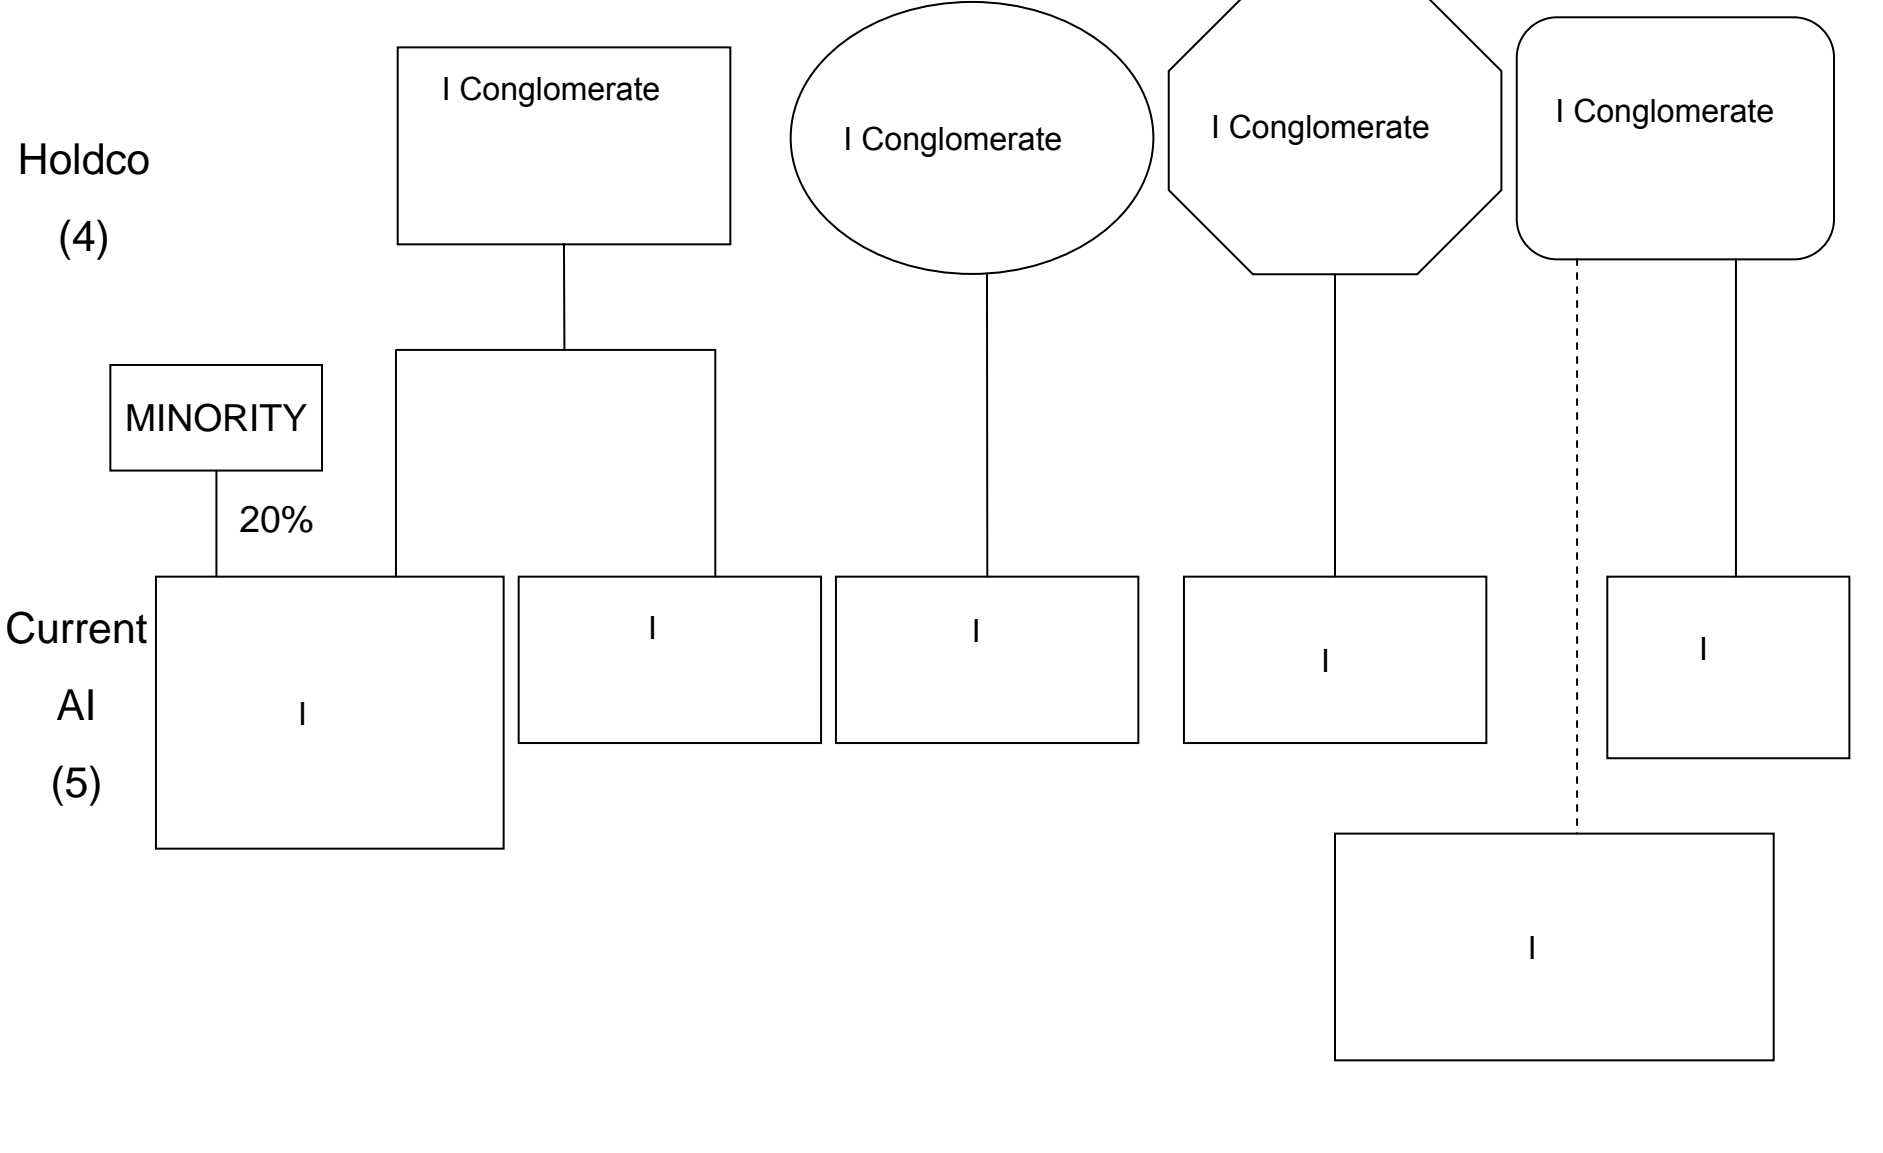 I Conglomerate
I Conglomerate
I Conglomerate
I Conglomerate
Holdco
(4)
MINORITY
20%
Current
AI
(5)
I
I
I
I
I
I